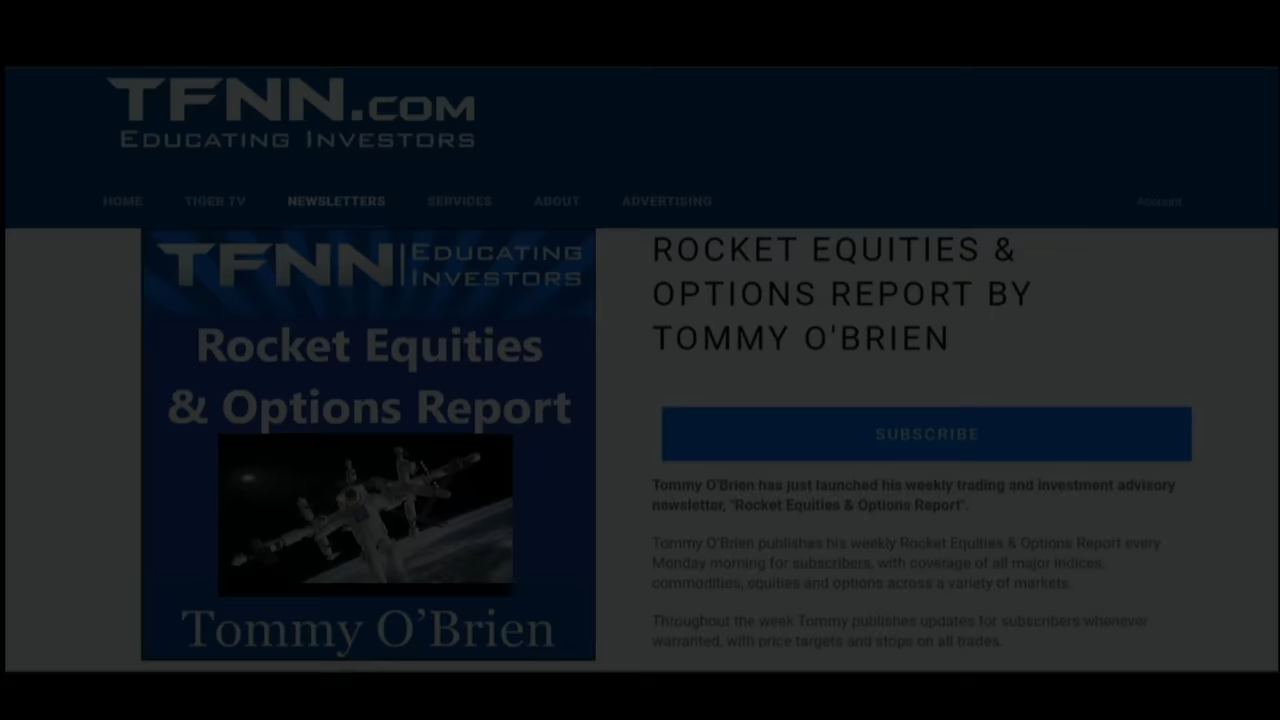 TFNN.COM
EDUCATING INVESTORS
HOME TIGER TV NEWSLETTERS SERVICES ABOUT ADVERTISING Account
TFNN EDUCATING
INVESTORS
Rocket Equities
& Options Report
Tommy O'Brien
ROCKET EQUITIES &
OPTIONS REPORT BY
TOMMY O'BRIEN
SUBSCRIBE
Tommy O'Brien has just launched his weekly trading and investment advisory
newsletter, "Rocket Equities & Options Report".
Tommy O'Brien publishes his weekly Rocket Equities & Options Report every
Monday morning for subscribers, with coverage of all major indices,
commodities, equities and options across a variety of markets.
Throughout the week Tommy publishes updates for subscribers whenever
warranted, with price targets and stops on all trades.